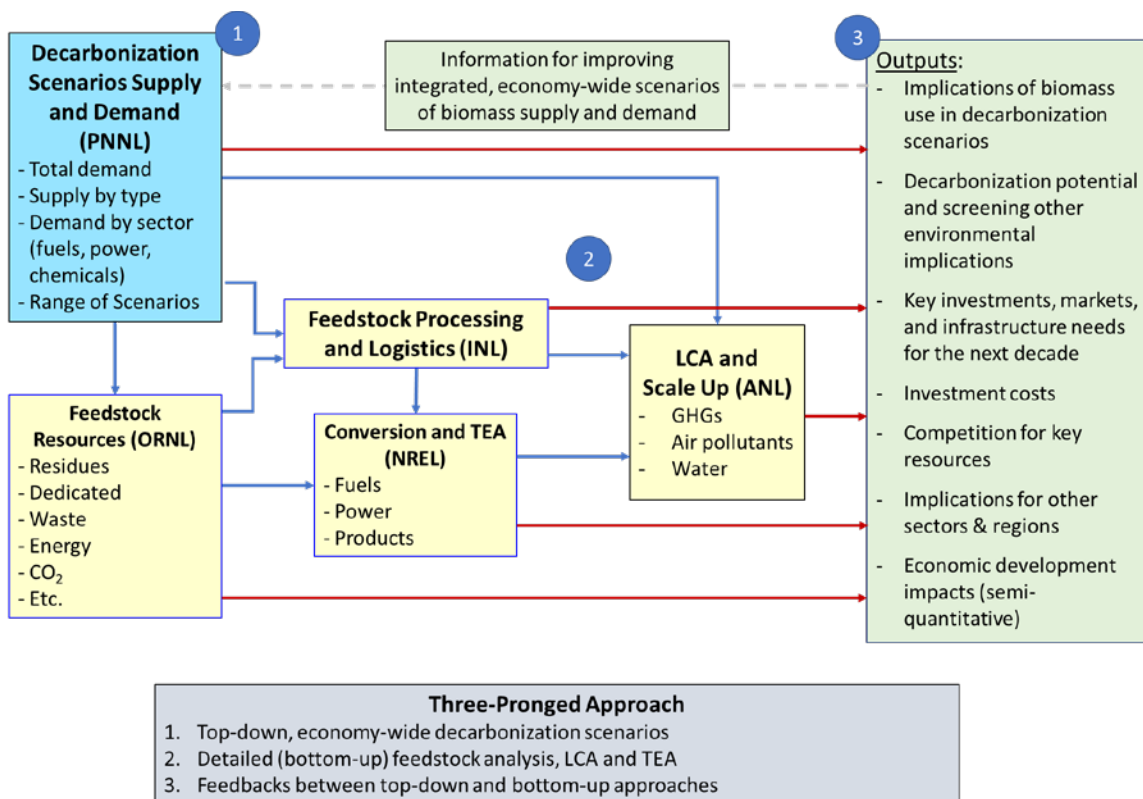 1
Decarbonization
Scenarios Supply
and Demand
(PNNL)
- Total demand
- Supply by type
- Demand by sector
(fuels, power,
chemicals)
- Range of Scenarios
Information for improving
integrated, economy-wide scenarios
of biomass supply and demand
3
Outputs:
- Implications of biomass
use in decarbonization
scenarios
- Decarbonization potential
and screening other
environmental
implications
- Key investments, markets,
and infrastructure needs
for the next decade
- Investment costs
- Competition for key
resources
- Implications for other
sectors & regions
- Economic development
impacts (semi-
quantitative)
2
Feedstock Processing
and Logistics (INL)
LCA and
Scale Up (ANL)
- GHGs
- Air pollutants
- Water
Feedstock
Resources (ORNL)
- Residues
- Dedicated
- Waste
- Energy
- CO₂
- Etc.
Conversion and TEA
(NREL)
- Fuels
- Power
- Products
Three-Pronged Approach
1. Top-down, economy-wide decarbonization scenarios
2. Detailed (bottom-up) feedstock analysis, LCA and TEA
3. Feedbacks between top-down and bottom-up approaches